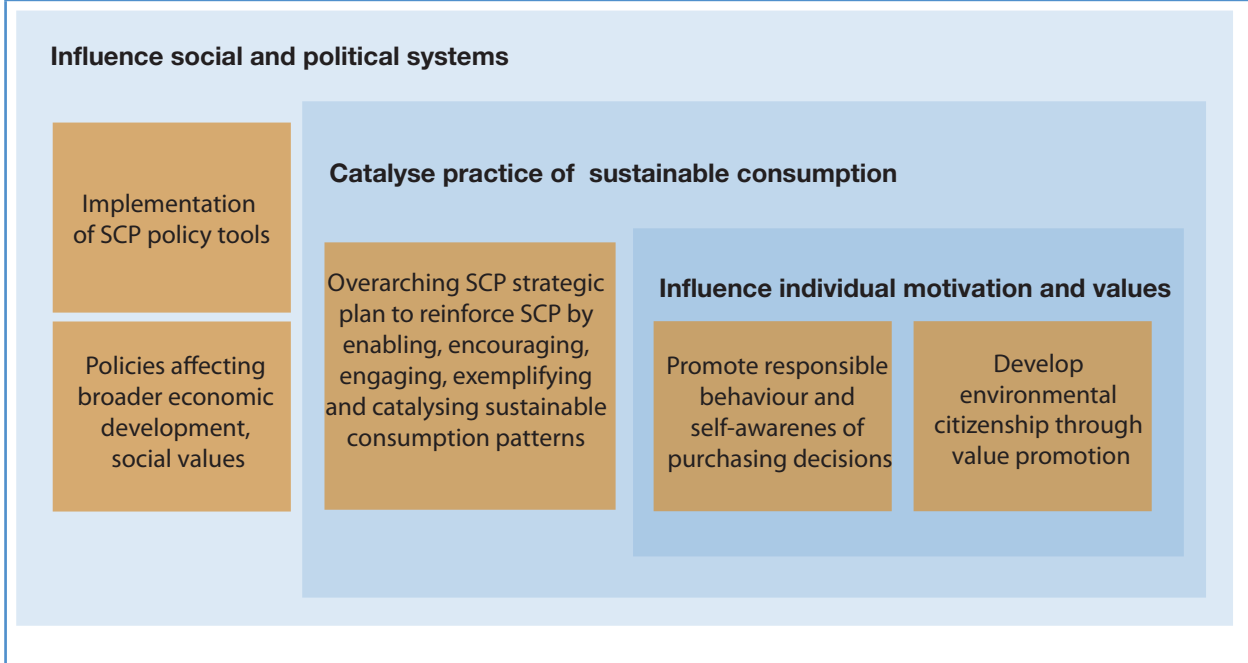 Influence social and political systems
Implementation
of SCP policy tools
Policies affecting
broader economic
development,
social values
Catalyse practice of  sustainable consumption
Overarching SCP strategic
plan to reinforce SCP by
enabling, encouraging,
engaging, exemplifying
and catalysing sustainable
consumption patterns
Influence individual motivation and values
Promote responsible
behaviour and
self-awarenes of
purchasing decisions
Develop
environmental
citizenship through
value promotion